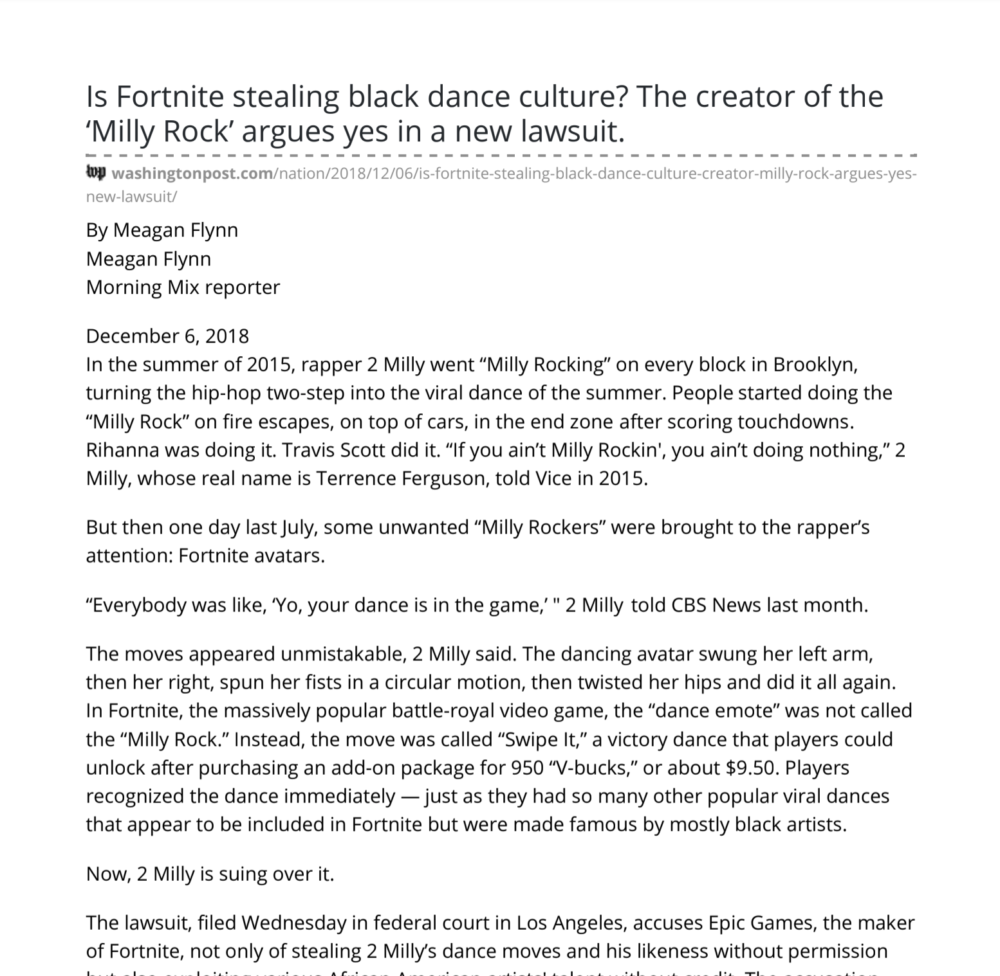 Is Fortnite stealing black dance culture? The creator of the
‘Milly Rock’ argues yes in a new lawsuit.
wp washingtonpost.com/nation/2018/12/06/is-fortnite-stealing-black-dance-culture-creator-milly-rock-argues-yes-
new-lawsuit/
By Meagan Flynn
Meagan Flynn
Morning Mix reporter
December 6, 2018
In the summer of 2015, rapper 2 Milly went “Milly Rocking” on every block in Brooklyn,
turning the hip-hop two-step into the viral dance of the summer. People started doing the
“Milly Rock” on fire escapes, on top of cars, in the end zone after scoring touchdowns.
Rihanna was doing it. Travis Scott did it. “If you ain’t Milly Rockin', you ain’t doing nothing,” 2
Milly, whose real name is Terrence Ferguson, told Vice in 2015.
But then one day last July, some unwanted “Milly Rockers” were brought to the rapper’s
attention: Fortnite avatars.
“Everybody was like, ‘Yo, your dance is in the game,’ " 2 Milly told CBS News last month.
The moves appeared unmistakable, 2 Milly said. The dancing avatar swung her left arm,
then her right, spun her fists in a circular motion, then twisted her hips and did it all again.
In Fortnite, the massively popular battle-royal video game, the “dance emote” was not called
the “Milly Rock.” Instead, the move was called “Swipe It,” a victory dance that players could
unlock after purchasing an add-on package for 950 “V-bucks,” or about $9.50. Players
recognized the dance immediately — just as they had so many other popular viral dances
that appear to be included in Fortnite but were made famous by mostly black artists.
Now, 2 Milly is suing over it.
The lawsuit, filed Wednesday in federal court in Los Angeles, accuses Epic Games, the maker
of Fortnite, not only of stealing 2 Milly’s dance moves and his likeness without permission
but also exploiting various African American artists' talent without credit. The accusation